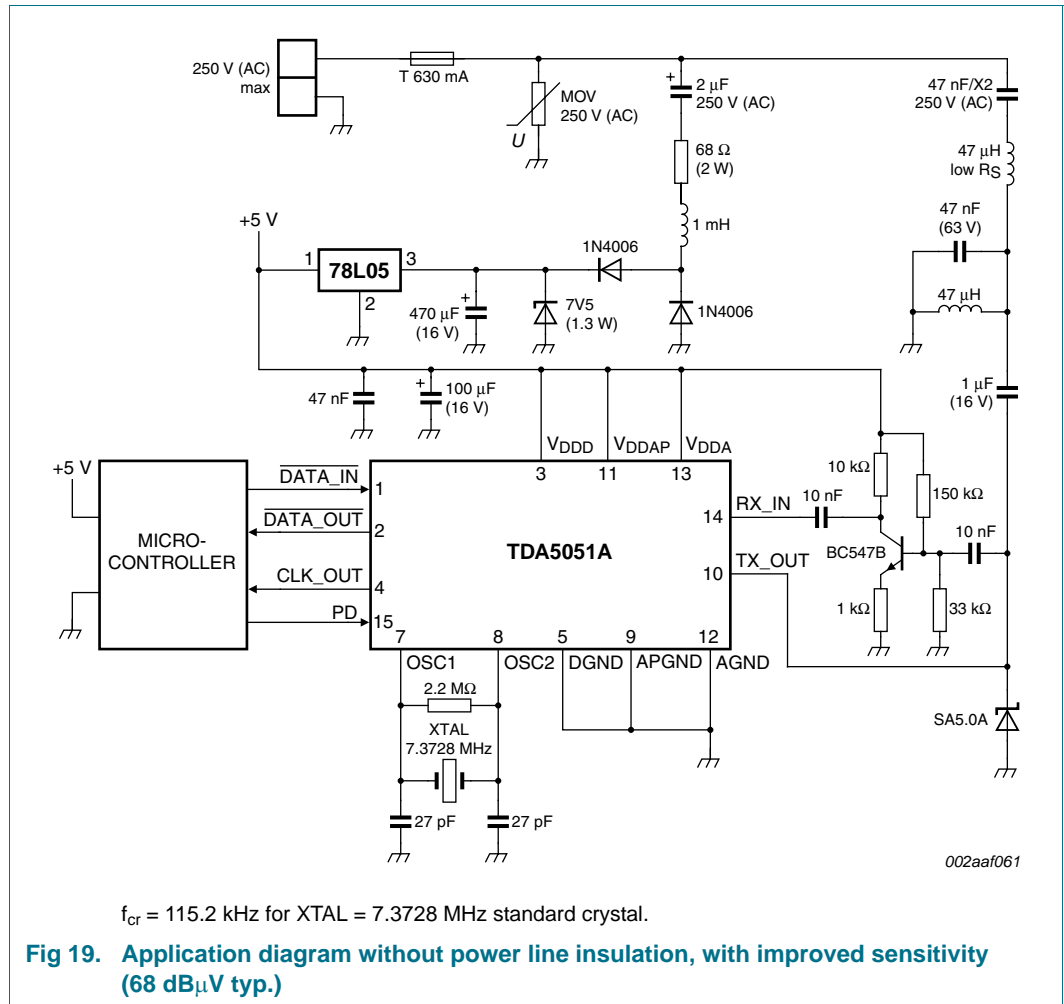 250 V (AC)
max
T 630 mA
MOV
250 V (AC)
U
+
2 μF
250 V (AC)
68 Ω
(2 W)
1 mH
47 nF/X2
250 V (AC)
47 μH
low RS
47 nF
(63 V)
47 μH
1 μF
(16 V)
+5 V
1
78L05
3
2
+
470 μF
(16 V)
7V5
(1.3 W)
1N4006
1N4006
47 nF
+
100 μF
(16 V)
VDDD
VDDAP
VDDA
3
11
13
+5 V
MICRO-
CONTROLLER
DATA_IN
1
DATA_OUT
2
CLK_OUT
4
PD
15
TDA5051A
14
RX_IN
10
TX_OUT
10 nF
10 kΩ
150 kΩ
10 nF
BC547B
1 kΩ
33 kΩ
7
8
5
9
12
OSC1
OSC2
DGND
APGND
AGND
2.2 MΩ
XTAL
7.3728 MHz
27 pF
27 pF
SA5.0A
002aaf061
fcr = 115.2 kHz for XTAL = 7.3728 MHz standard crystal.
Fig 19. Application diagram without power line insulation, with improved sensitivity
(68 dBμV typ.)